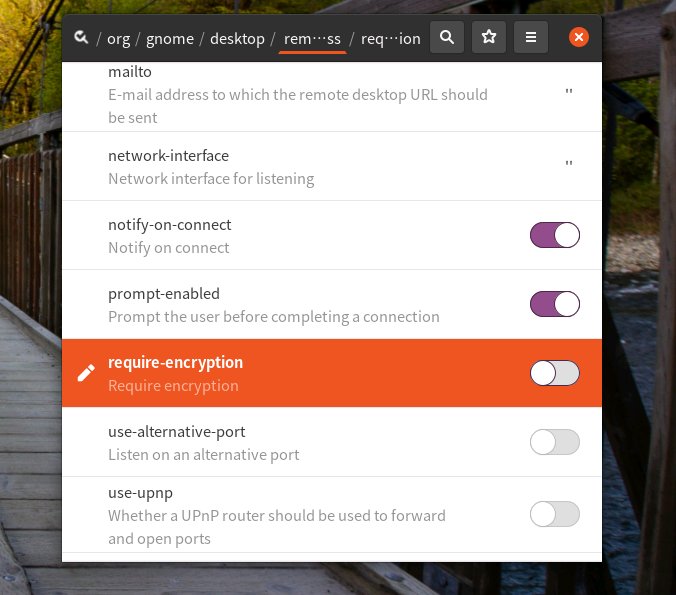 / org / gnome / desktop / rem···ss / req···ion
mailto
E-mail address to which the remote desktop URL should
be sent
''
network-interface
Network interface for listening
''
notify-on-connect
Notify on connect
prompt-enabled
Prompt the user before completing a connection
require-encryption
Require encryption
use-alternative-port
Listen on an alternative port
use-upnp
Whether a UPnP router should be used to forward
and open ports